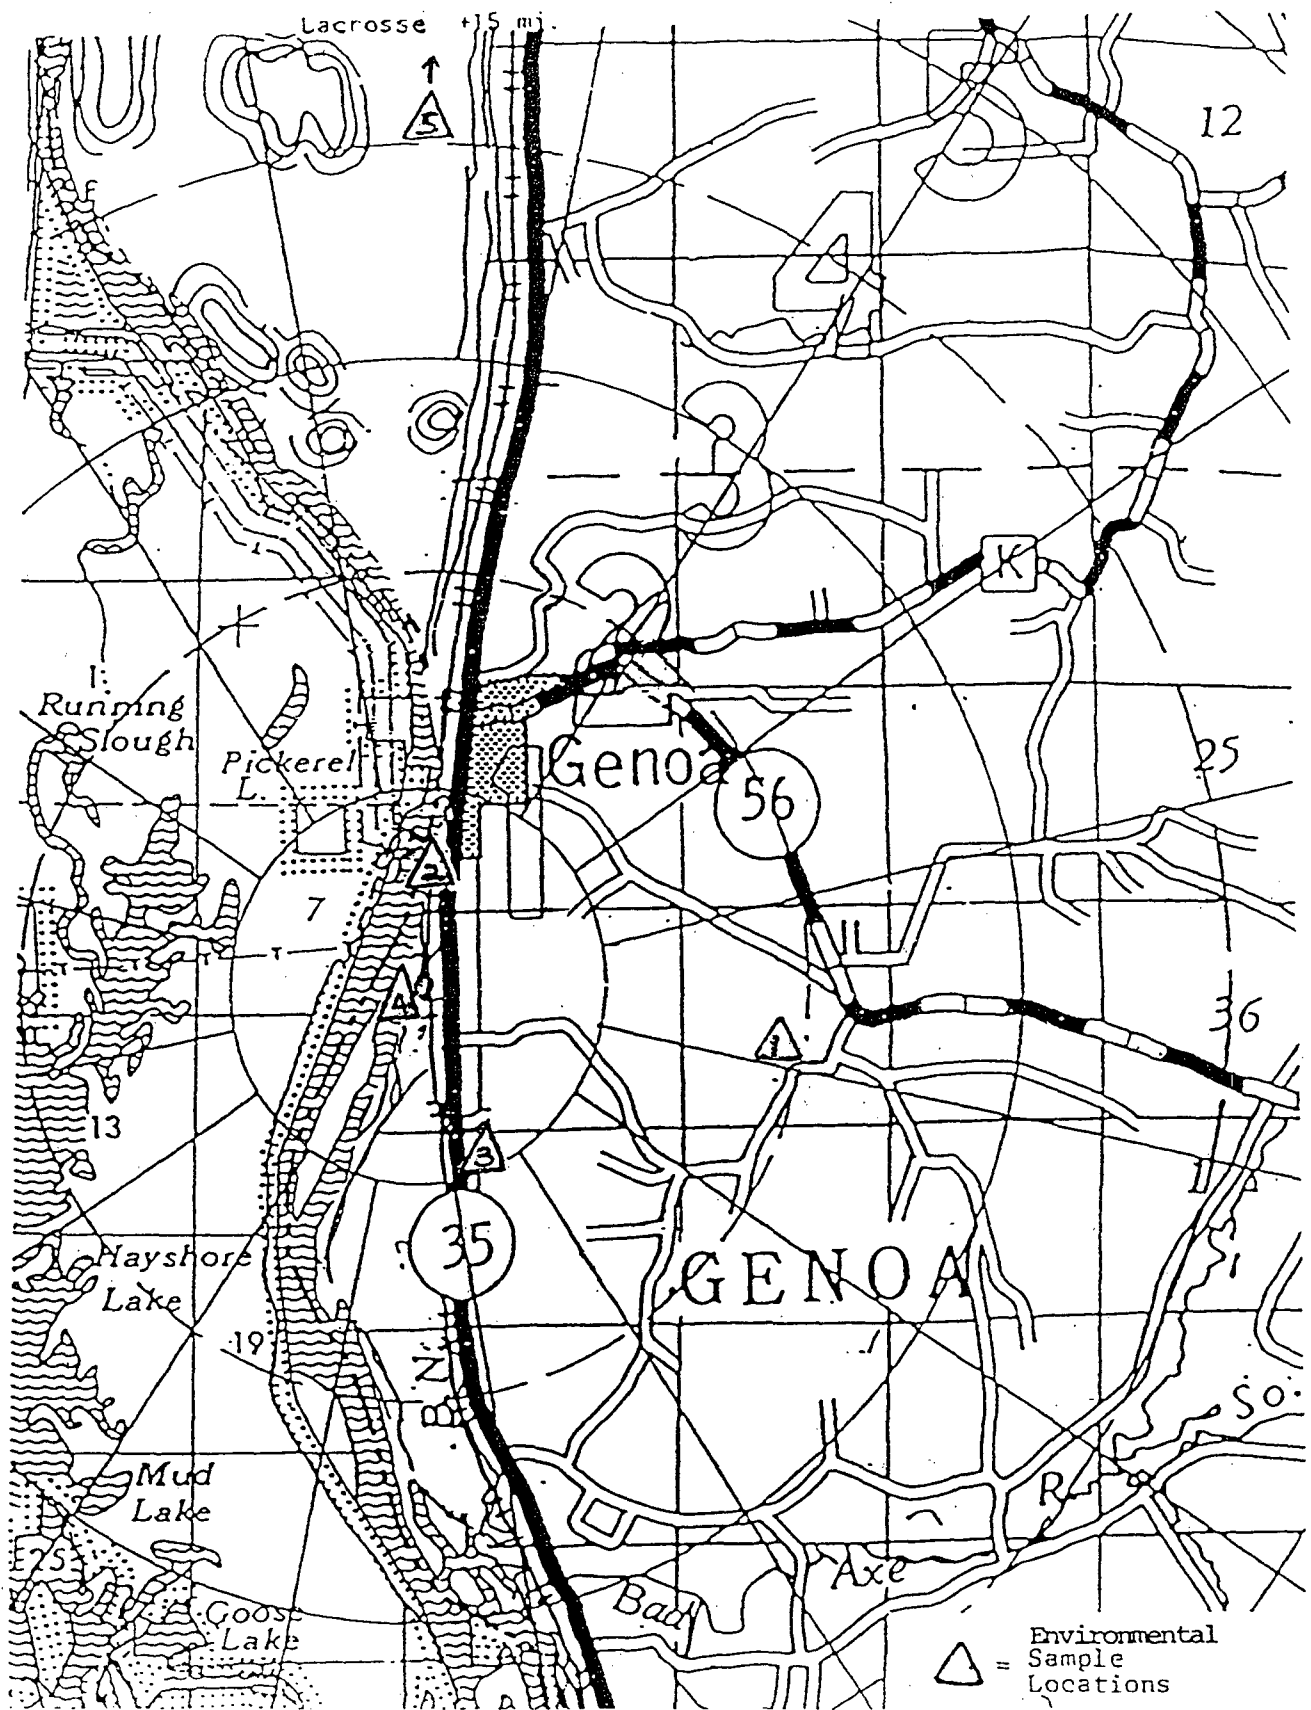 Lacrosse +15 mi.
5
12
K
Running
Slough
Pickerel
L.
Genoa
25
56
2
7
4
1
36
13
3
35
Hayshore
Lake
GENOA
19
Z
So.
Mud
Lake
R.
25
Axe
Bad
Goose
Lake
Environmental
= Sample
Locations